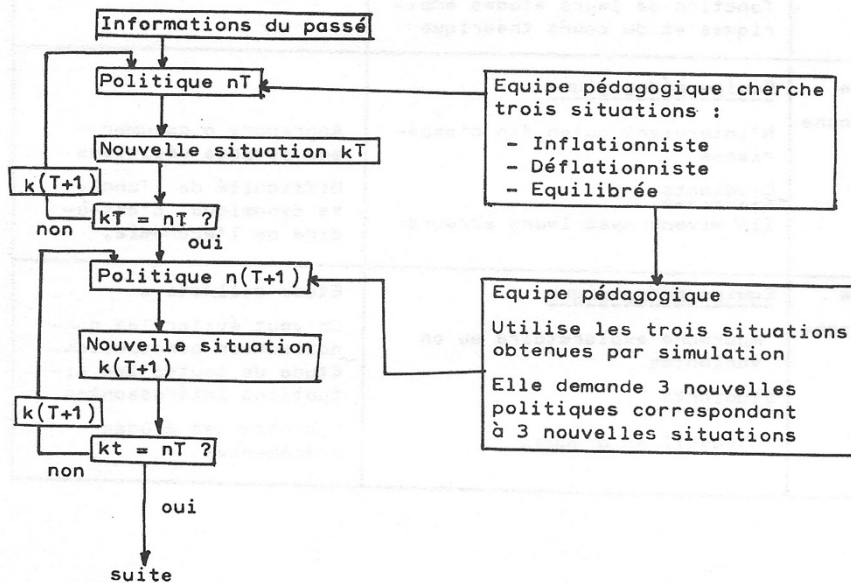 Informations du passé
Politique nT
Nouvelle situation kT
k(T+1)
kT = nT ?
non
oui
Politique n(T+1)
Nouvelle situation
k(T+1)
k(T+1)
kt = nT ?
non
oui
suite
Equipe pédagogique cherche
trois situations :
- Inflationniste
- Déflationniste
- Equilibrée
Equipe pédagogique
Utilise les trois situations
obtenues par simulation
Elle demande 3 nouvelles
politiques correspondant
à 3 nouvelles situations